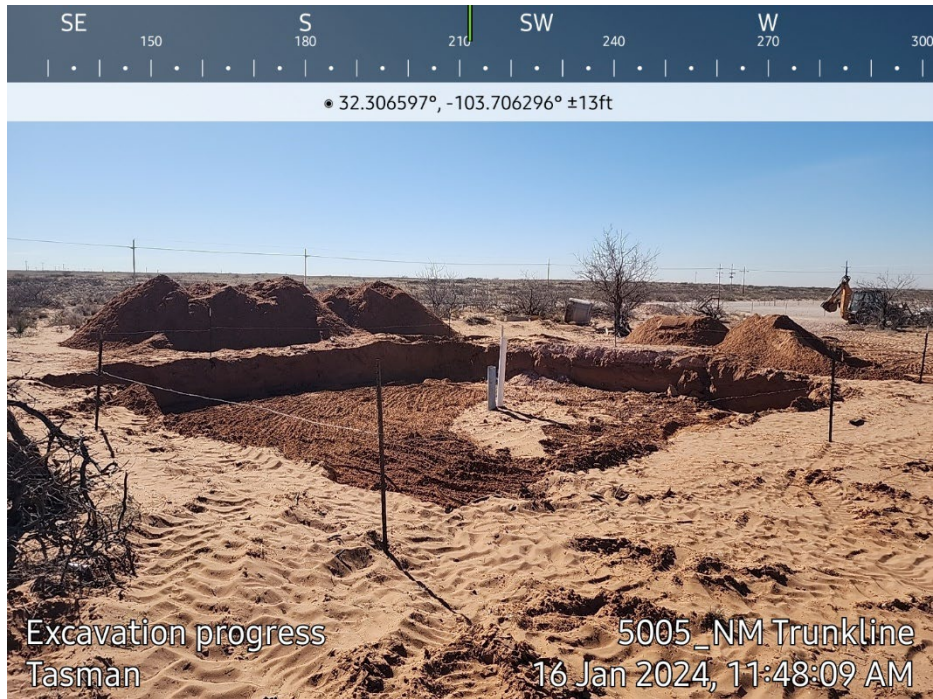 SE S SW W
150 180 210 240 270 300
32.306597°, -103.706296° ±13ft
Excavation progress
Tasman
5005_NM Trunkline
16 Jan 2024, 11:48:09 AM